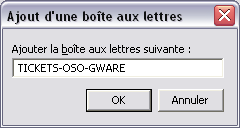 Ajout d'une boîte aux lettres
Ajouter la boîte aux lettres suivante :
TICKETS-OSO-GWARE
OK Annuler